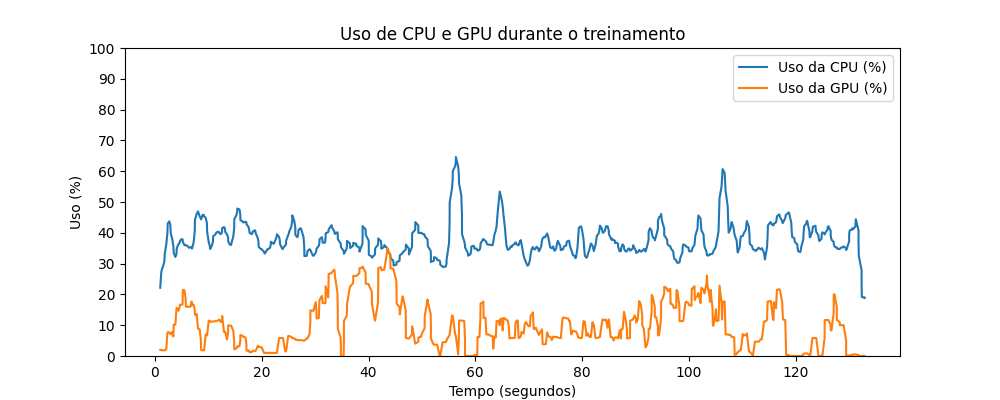 Uso de CPU e GPU durante o treinamento
Uso da CPU (%)
Uso da GPU (%)
Uso (%)
100
90
80
70
60
50
40
30
20
10
0
0 20 40 60 80 100 120
Tempo (segundos)